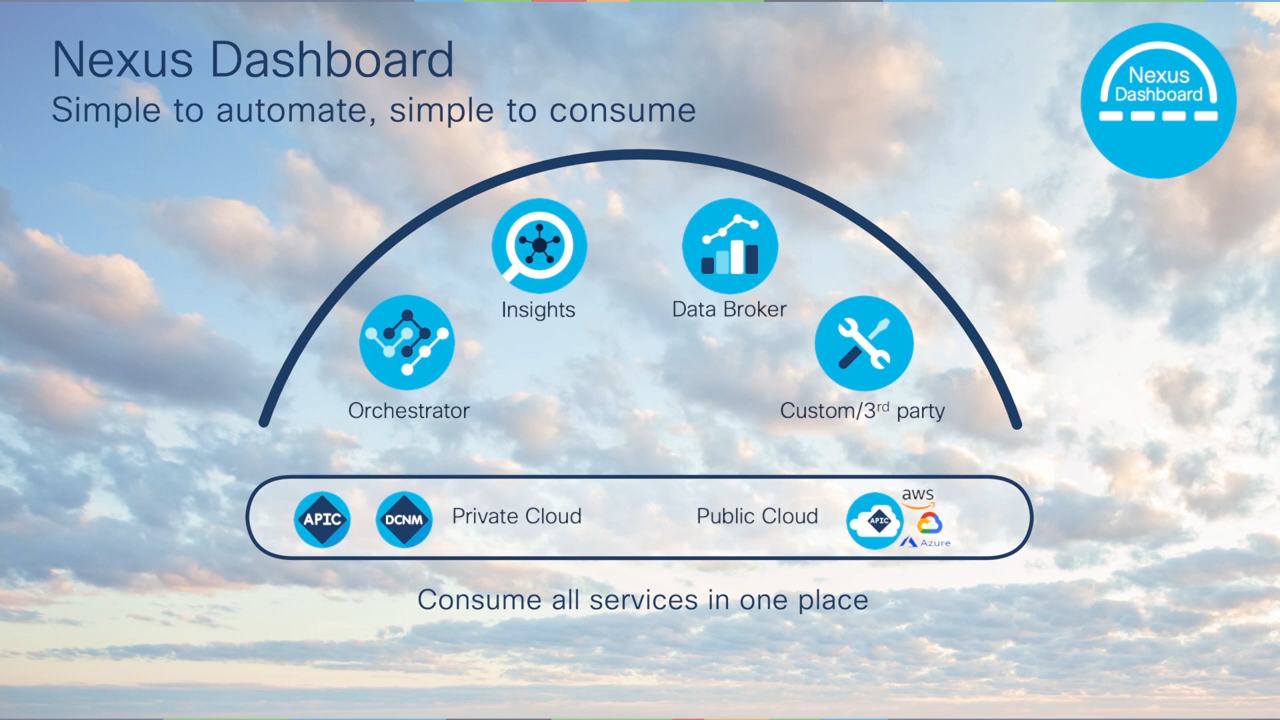 Nexus Dashboard
Simple to automate, simple to consume
Nexus
Dashboard
Insights
Data Broker
Orchestrator
Custom/3rd party
APIC
DCNM
Private Cloud
Public Cloud
APIC
aws
Azure
Consume all services in one place